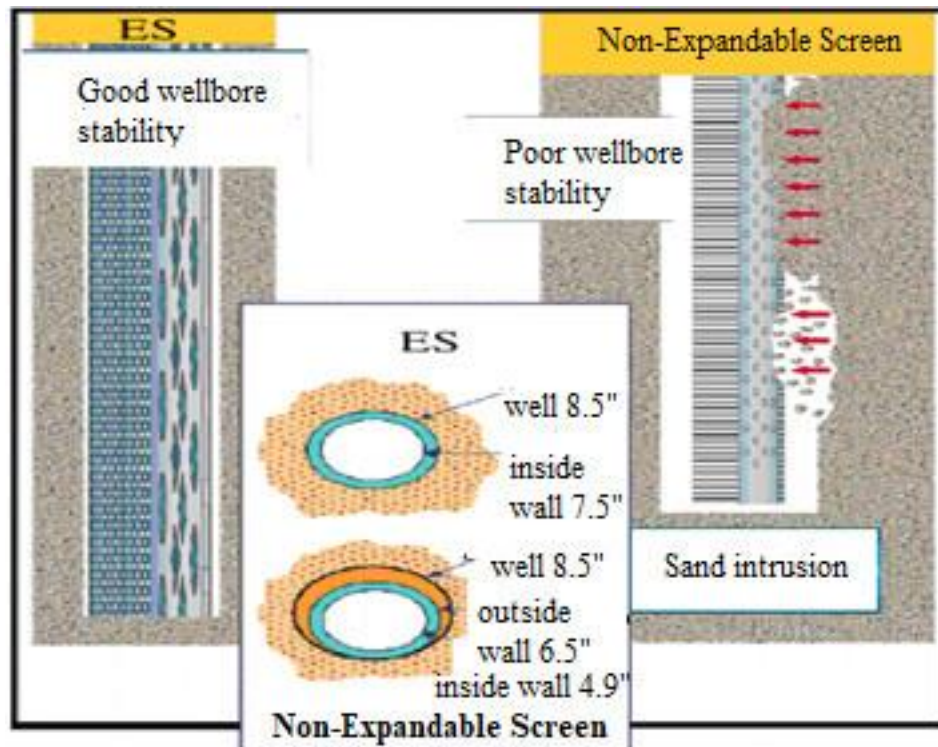 ES
Good wellbore
stability
Non-Expandable Screen
Poor wellbore
stability
ES
well 8.5"
inside
wall 7.5"
well 8.5"
outside
wall 6.5"
inside wall 4.9"
Non-Expandable Screen
Sand intrusion